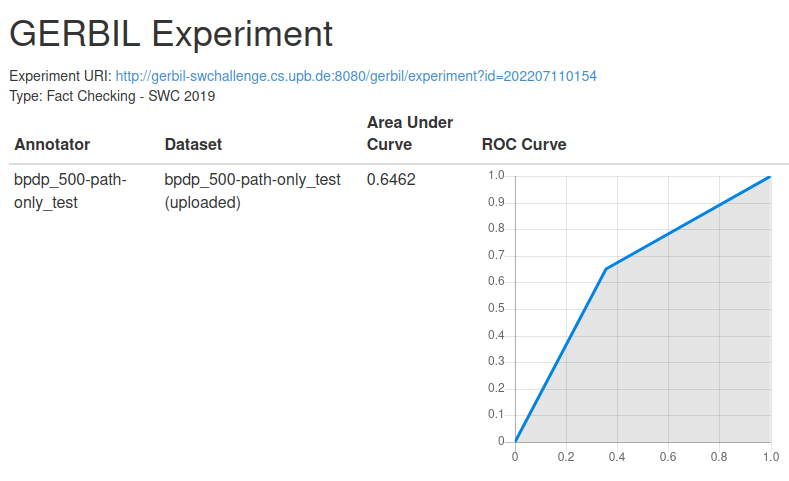 GERBIL Experiment
Experiment URI: http://gerbil-swchallenge.cs.upb.de:8080/gerbil/experiment?id=202207110154
Type: Fact Checking - SWC 2019
Annotator Dataset Area Under Curve ROC Curve
bpdp_500-path-
only_test
bpdp_500-path-only_test
(uploaded)
0.6462
1.0
0.9
0.8
0.7
0.6
0.5
0.4
0.3
0.2
0.1
0
0 0.2 0.4 0.6 0.8 1.0